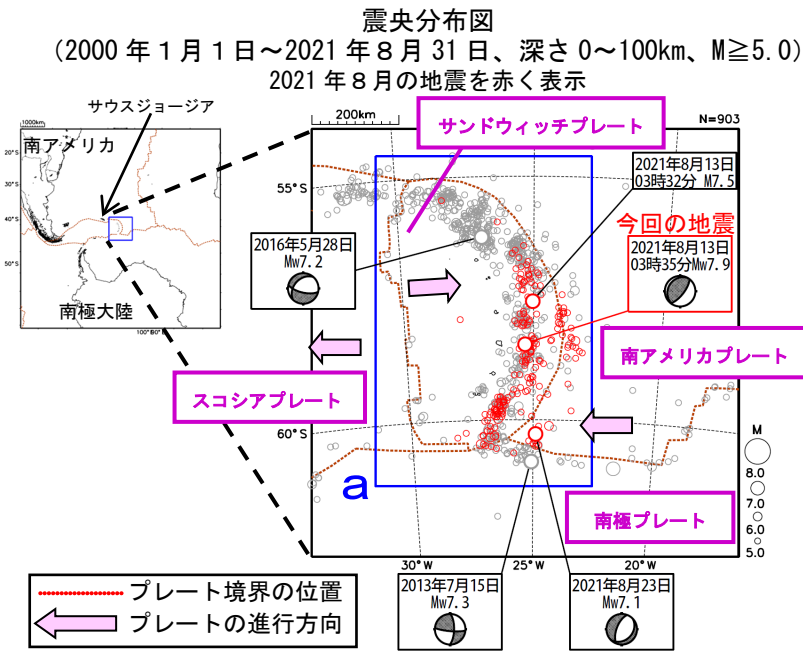 震央分布図
(2000年1月1日~2021年8月31日、深さ0~100km、M≧5.0)
2021年8月の地震を赤く表示
サウスジョージア
1000km
南アメリカ
20°S
30°S
40°S
50°S
南極大陸
200km
N=903
サンドウィッチプレート
55°S
2021年8月13日
03時32分 M7.5
今回の地震
2021年8月13日
03時35分Mw7.9
2016年5月28日
Mw7.2
南アメリカプレート
スコシアプレート
60°S
a
南極プレート
M
8.0
7.0
6.0
5.0
30°W
25°W
20°W
2013年7月15日
Mw7.3
2021年8月23日
Mw7.1
プレート境界の位置
プレートの進行方向